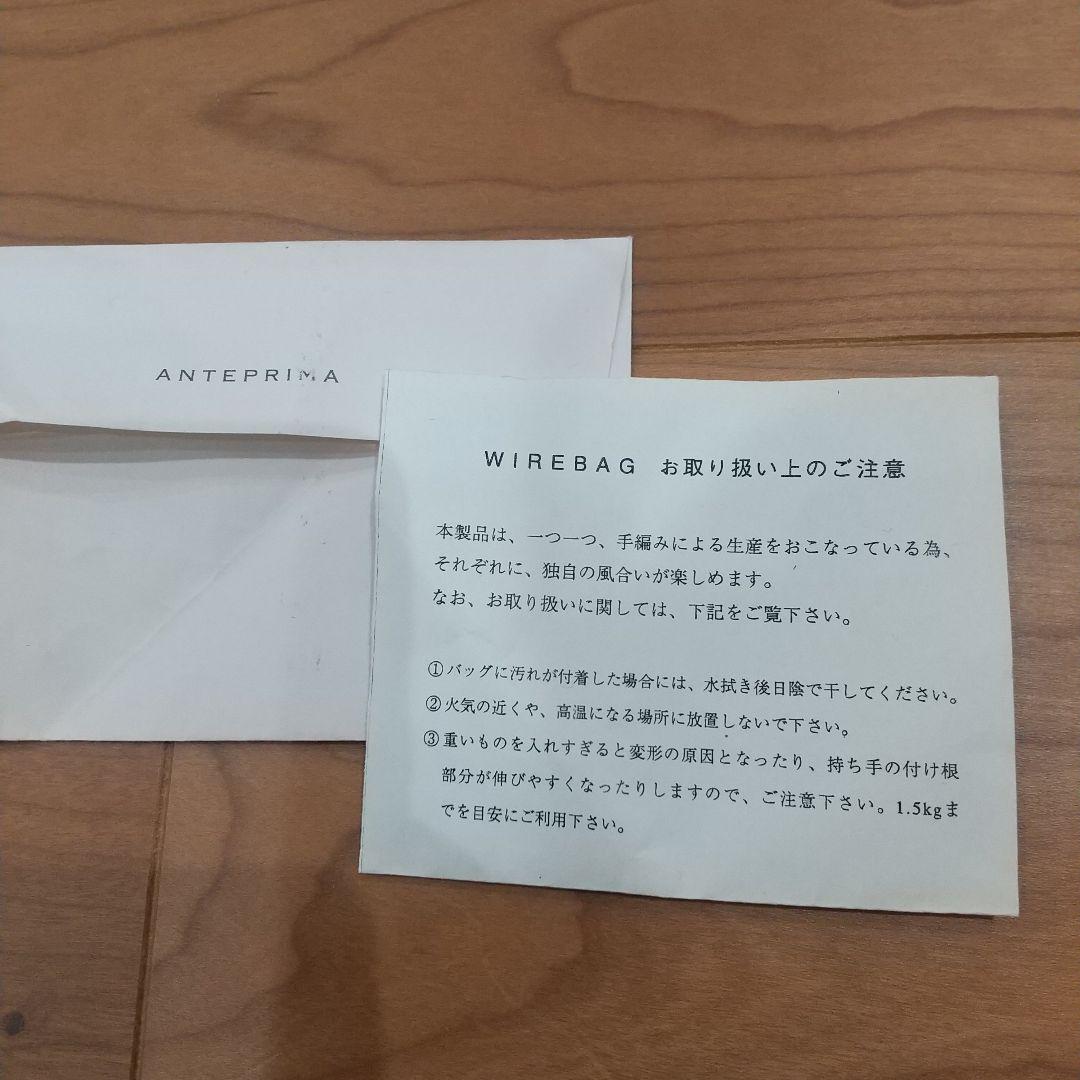 ANTEPRIMA
WIREBAG お取り扱い上のご注意
本製品は、一つ一つ、手編みによる生産をおこなっている為、
それぞれに、独自の風合いが楽しめます。
なお、お取り扱いに関しては、下記をご覧下さい。
①バッグに汚れが付着した場合には、水拭き後日陰で干してください。
②火気の近くや、高温になる場所に放置しないで下さい。
③重いものを入れすぎると変形の原因となったり、持ち手の付け根
部分が伸びやすくなったりしますので、ご注意下さい。1.5kgま
でを目安にご利用下さい。